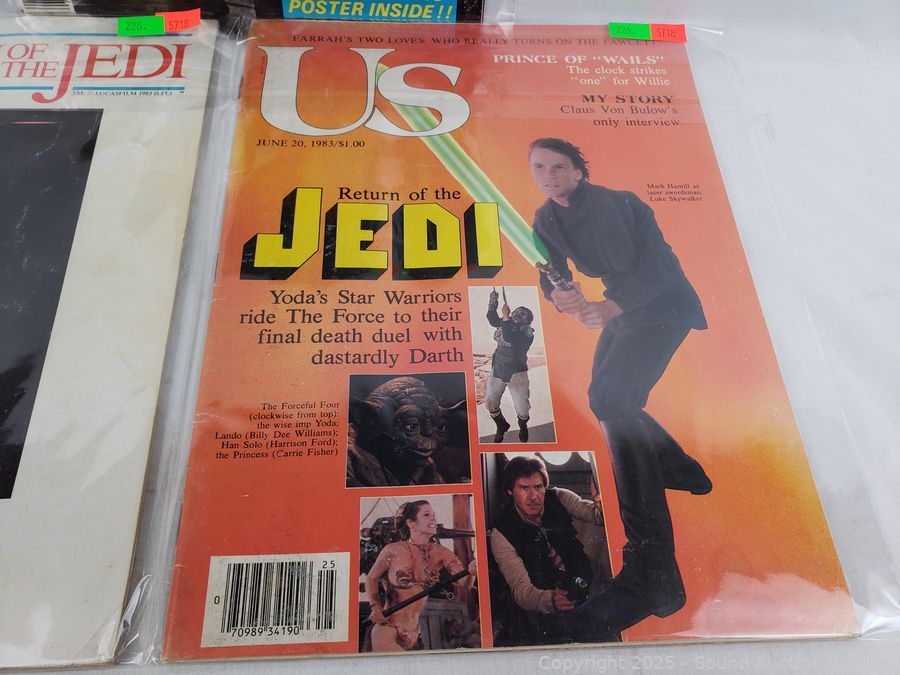 POSTER INSIDE!!
226.
5718
226.
5718
OF
THE JEDI
TM: © LUCASFILM 1983 (LFL) ™
FARRAH'S TWO LOVES: WHO REALLY TURNS ON THE FAWCETT?
US
PRINCE OF "WAILS"
The clock strikes
"one" for Willie
MY STORY
Claus Von Bulow's
only interview
JUNE 20, 1983/$1.00
Mark Hamill as
laser swordsman
Luke Skywalker
Return of the
JEDI
Yoda's Star Warriors
ride The Force to their
final death duel with
dastardly Darth
The Forceful Four
(clockwise from top):
the wise imp Yoda;
Lando (Billy Dee Williams);
Han Solo (Harrison Ford);
the Princess (Carrie Fisher)
25
0
70989 34190
Copyright 2025 - Sound-Auction